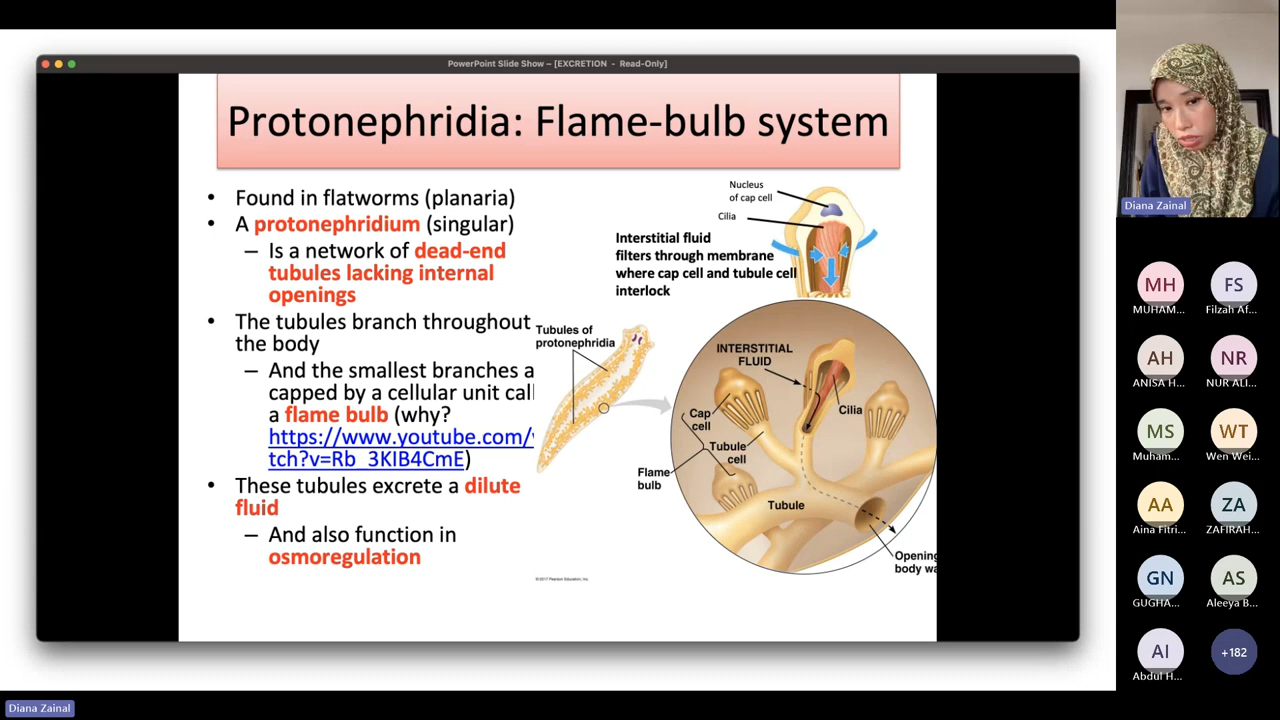 PowerPoint Slide Show – [EXCRETION - Read-Only]
Protonephridia: Flame-bulb system
• Found in flatworms (planaria)
• A protonephridium (singular)
– Is a network of dead-end
tubules lacking internal
openings
• The tubules branch throughout
the body
– And the smallest branches a
capped by a cellular unit call
a flame bulb (why?
https://www.youtube.com/
tch?v=Rb_3KIB4CmE)
• These tubules excrete a dilute
fluid
– And also function in
osmoregulation
Nucleus
of cap cell
Cilia
Interstitial fluid
filters through membrane
where cap cell and tubule cell
interlock
Tubules of
protonephridia
INTERSTITIAL
FLUID
Cilia
Cap
cell
Tubule
cell
Flame
bulb
Tubule
Opening
body wa
©2017 Pearson Education, Inc.
Diana Zainal
MH
MUHAM...
FS
Filzah Af...
AH
ANISA H...
NR
NUR ALI...
MS
Muham...
WT
Wen Wei...
AA
Aina Fitri...
ZA
ZAFIRAH...
GN
GUGHA...
AS
Aleeya B...
AI
Abdul H...
+182
Diana Zainal